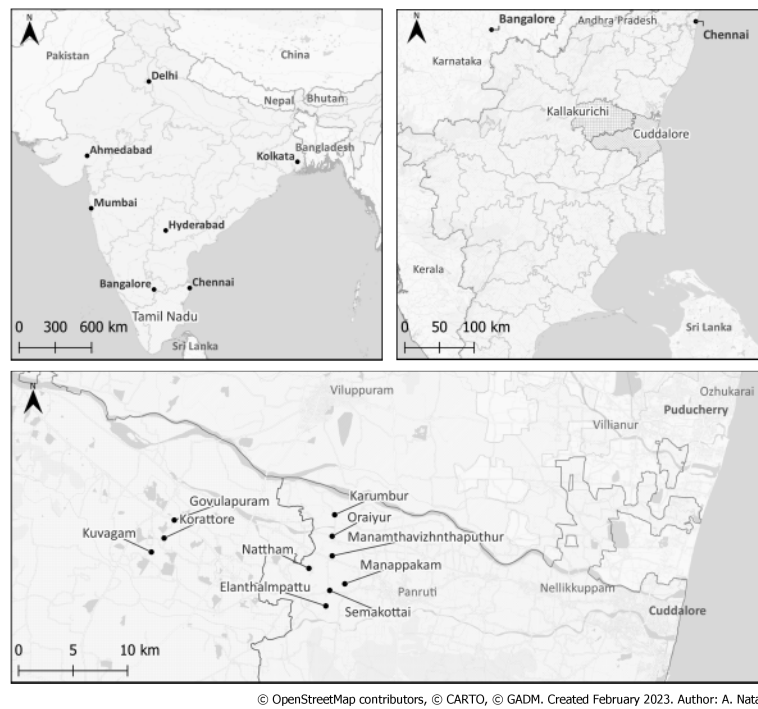 N
Pakistan
China
Delhi
Nepal
Bhutan
Ahmedabad
Kolkata
Bangladesh
Mumbai
Hyderabad
Bangalore
Chennai
Tamil Nadu
Sri Lanka
0 300 600 km
N
Bangalore
Andhra Pradesh
Chennai
Karnataka
Kallakurichi
Cuddalore
Kerala
Sri Lanka
0 50 100 km
N
Viluppuram
Ozhukarai
Puducherry
Villianur
Govulapuram
Karumbur
Korattore
Oraiyur
Kuvagam
Manamthavizhnthaputhur
Nattham
Manappakam
Elanthalmpattu
Panruti
Nellikkuppam
Semakottai
Cuddalore
0 5 10 km
© OpenStreetMap contributors, © CARTO, © GADM. Created February 2023. Author: A. Nata